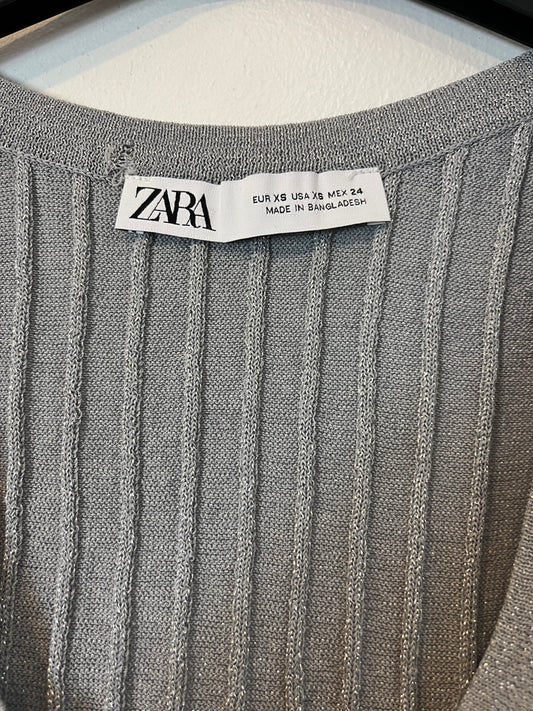 ZARA
EUR XS USA XS MEX 24
MADE IN BANGLADESH